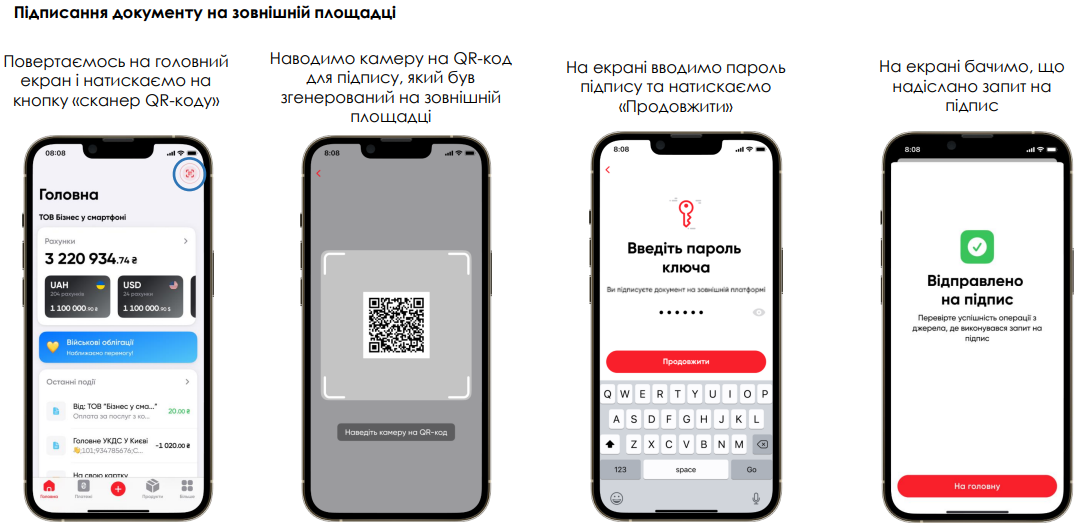 Підписання документу на зовнішній площадці
Повертаємось на головний
екран і натискаємо на
кнопку «сканер QR-коду»
Наводимо камеру на QR-код
для підпису, який був
згенерований на зовнішній
площадці
На екрані вводимо пароль
підпису та натискаємо
«Продовжити»
На екрані бачимо, що
надіслано запит на
підпис
08:08
Головна
ТОВ Бізнес у смартфоні
Рахунки
3 220 934.74 ₴
UAH
204 рахунків
1 100 000.90 ₴
USD
24 рахунки
1 100 000.90 $
Військові облігації
Наближаємо перемогу!
Останні події
Від: ТОВ "Бізнес у сма..."
20.00 ₴
Оплата за послуг з ко...
Головне УКДС У Києві
-1 020.00 ₴
👋;101;934785676;С...
На свою картку
Головна
Платежі
Продукти
Більше
8:08
Наведіть камеру на QR-код
8:08
Введіть пароль
ключа
Ви підписуєте документ на зовнішній платформі
Продовжити
Q W E R T Y U I O P
A S D F G H J K L
Z X C V B N M
123
space
Go
8:08
Відправлено
на підпис
Перевірте успішність операції з
джерела, де виконувався запит на
підпис
На головну